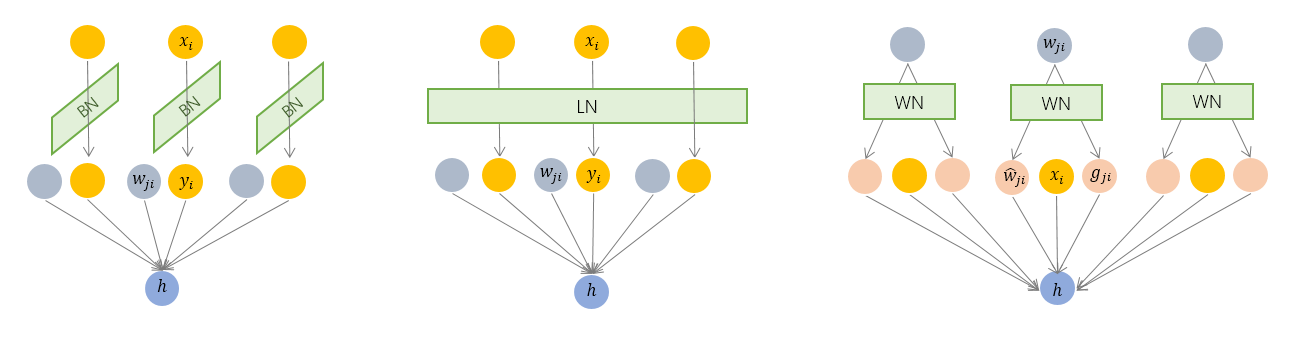 x_i
BN BN BN
w_{ji} y_i
h
x_i
LN
w_{ji} y_i
h
w_{ji}
WN WN WN
ŵ_{ji} x_i g_{ji}
h